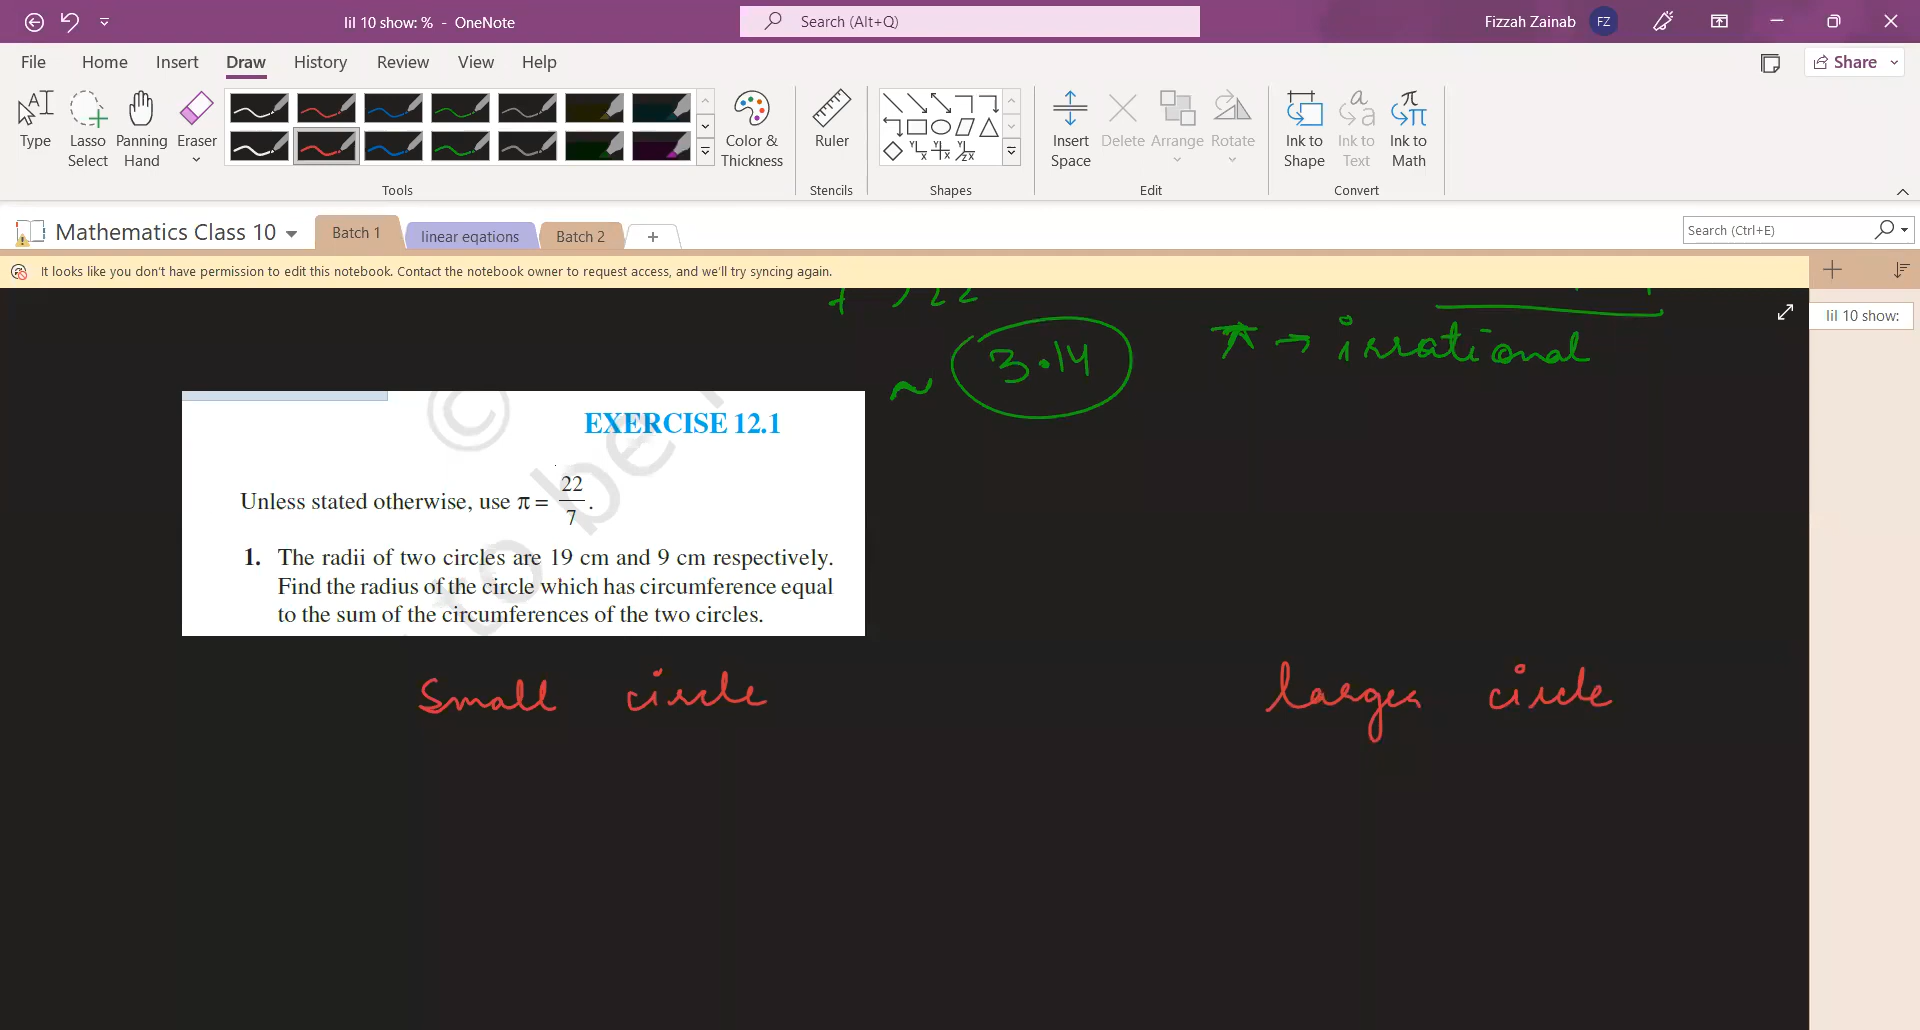 lil 10 show: % - OneNote
Search (Alt+Q)
Fizzah Zainab FZ
File Home Insert Draw History Review View Help
Share
Type
Lasso Select
Panning Hand
Eraser
Color & Thickness
Ruler
Insert Space
Delete
Arrange
Rotate
Ink to Shape
Ink to Text
Ink to Math
Tools
Stencils
Shapes
Edit
Convert
Mathematics Class 10
Batch 1
linear eqations
Batch 2
Search (Ctrl+E)
It looks like you don't have permission to edit this notebook. Contact the notebook owner to request access, and we'll try syncing again.
lil 10 show:
~ 3.14
π → irrational
© to be
EXERCISE 12.1
Unless stated otherwise, use π = 22/7.
1. The radii of two circles are 19 cm and 9 cm respectively.
Find the radius of the circle which has circumference equal
to the sum of the circumferences of the two circles.
Small circle
larger circle